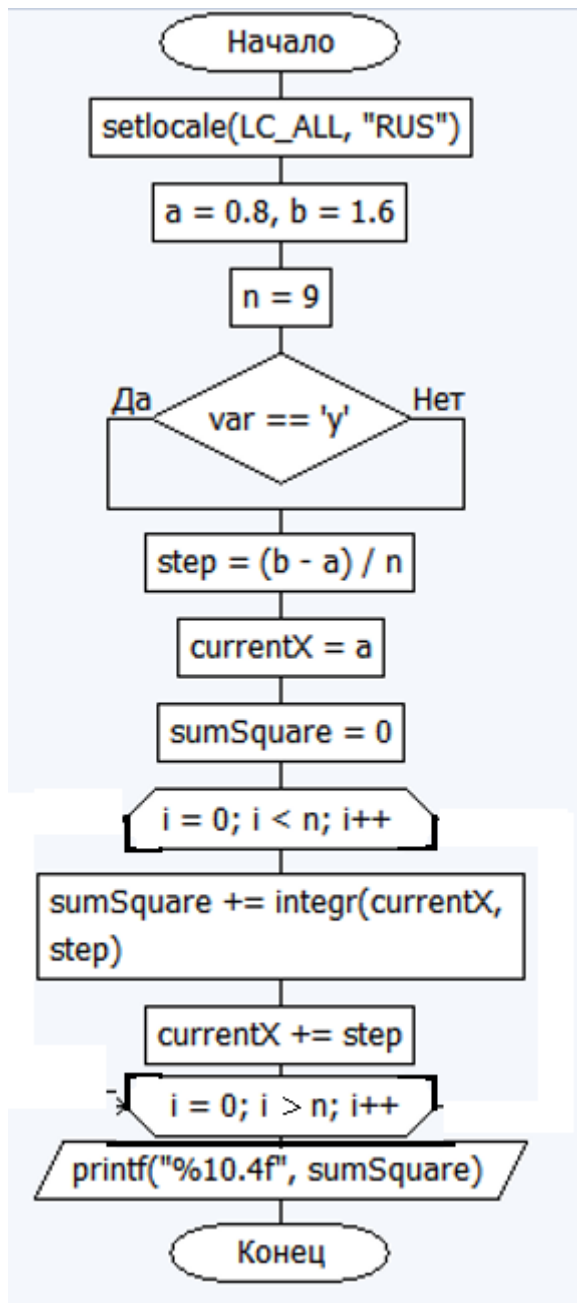 Начало
setlocale(LC_ALL, "RUS")
a = 0.8, b = 1.6
n = 9
Да
var == 'y'
Нет
step = (b - a) / n
currentX = a
sumSquare = 0
i = 0; i < n; i++
sumSquare += integr(currentX,
step)
currentX += step
i = 0; i > n; i++
printf("%10.4f", sumSquare)
Конец